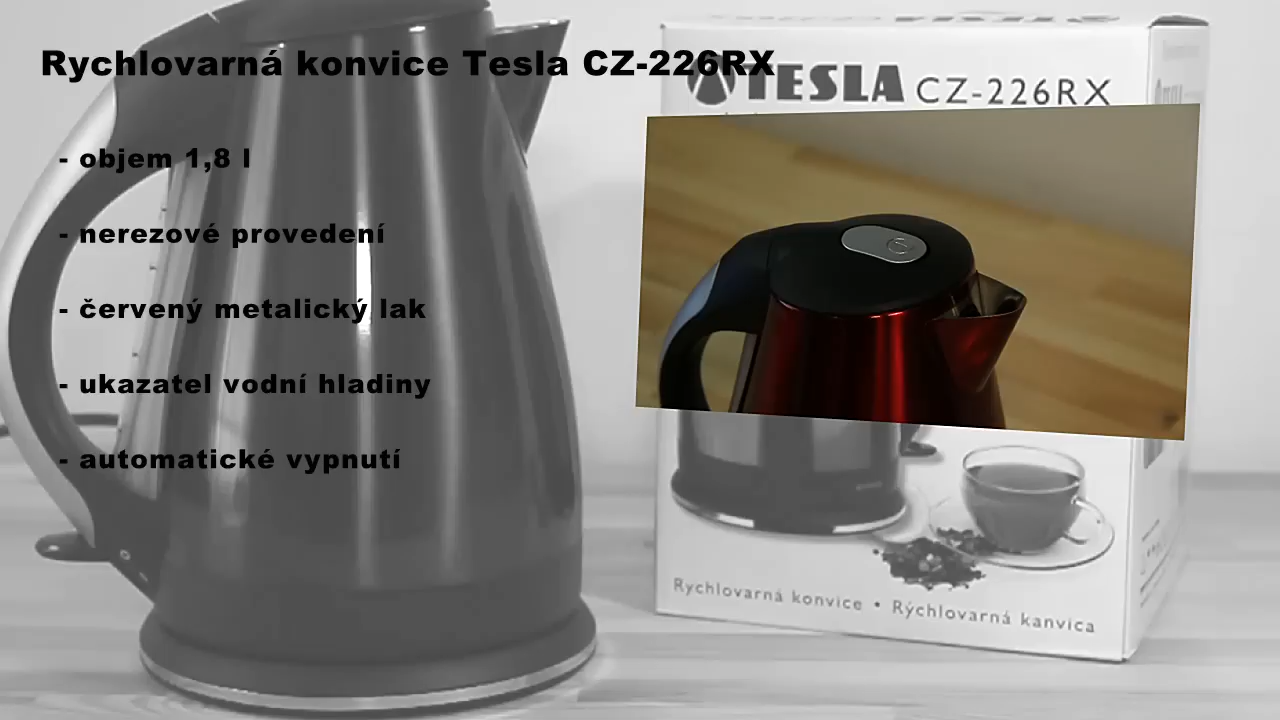 Rychlovarná konvice Tesla CZ-226RX
- objem 1,8 l
- nerezové provedení
- červený metalický lak
- ukazatel vodní hladiny
- automatické vypnutí
TESLA CZ-226RX
Rychlovarná konvice • Rýchlovarná kanvica